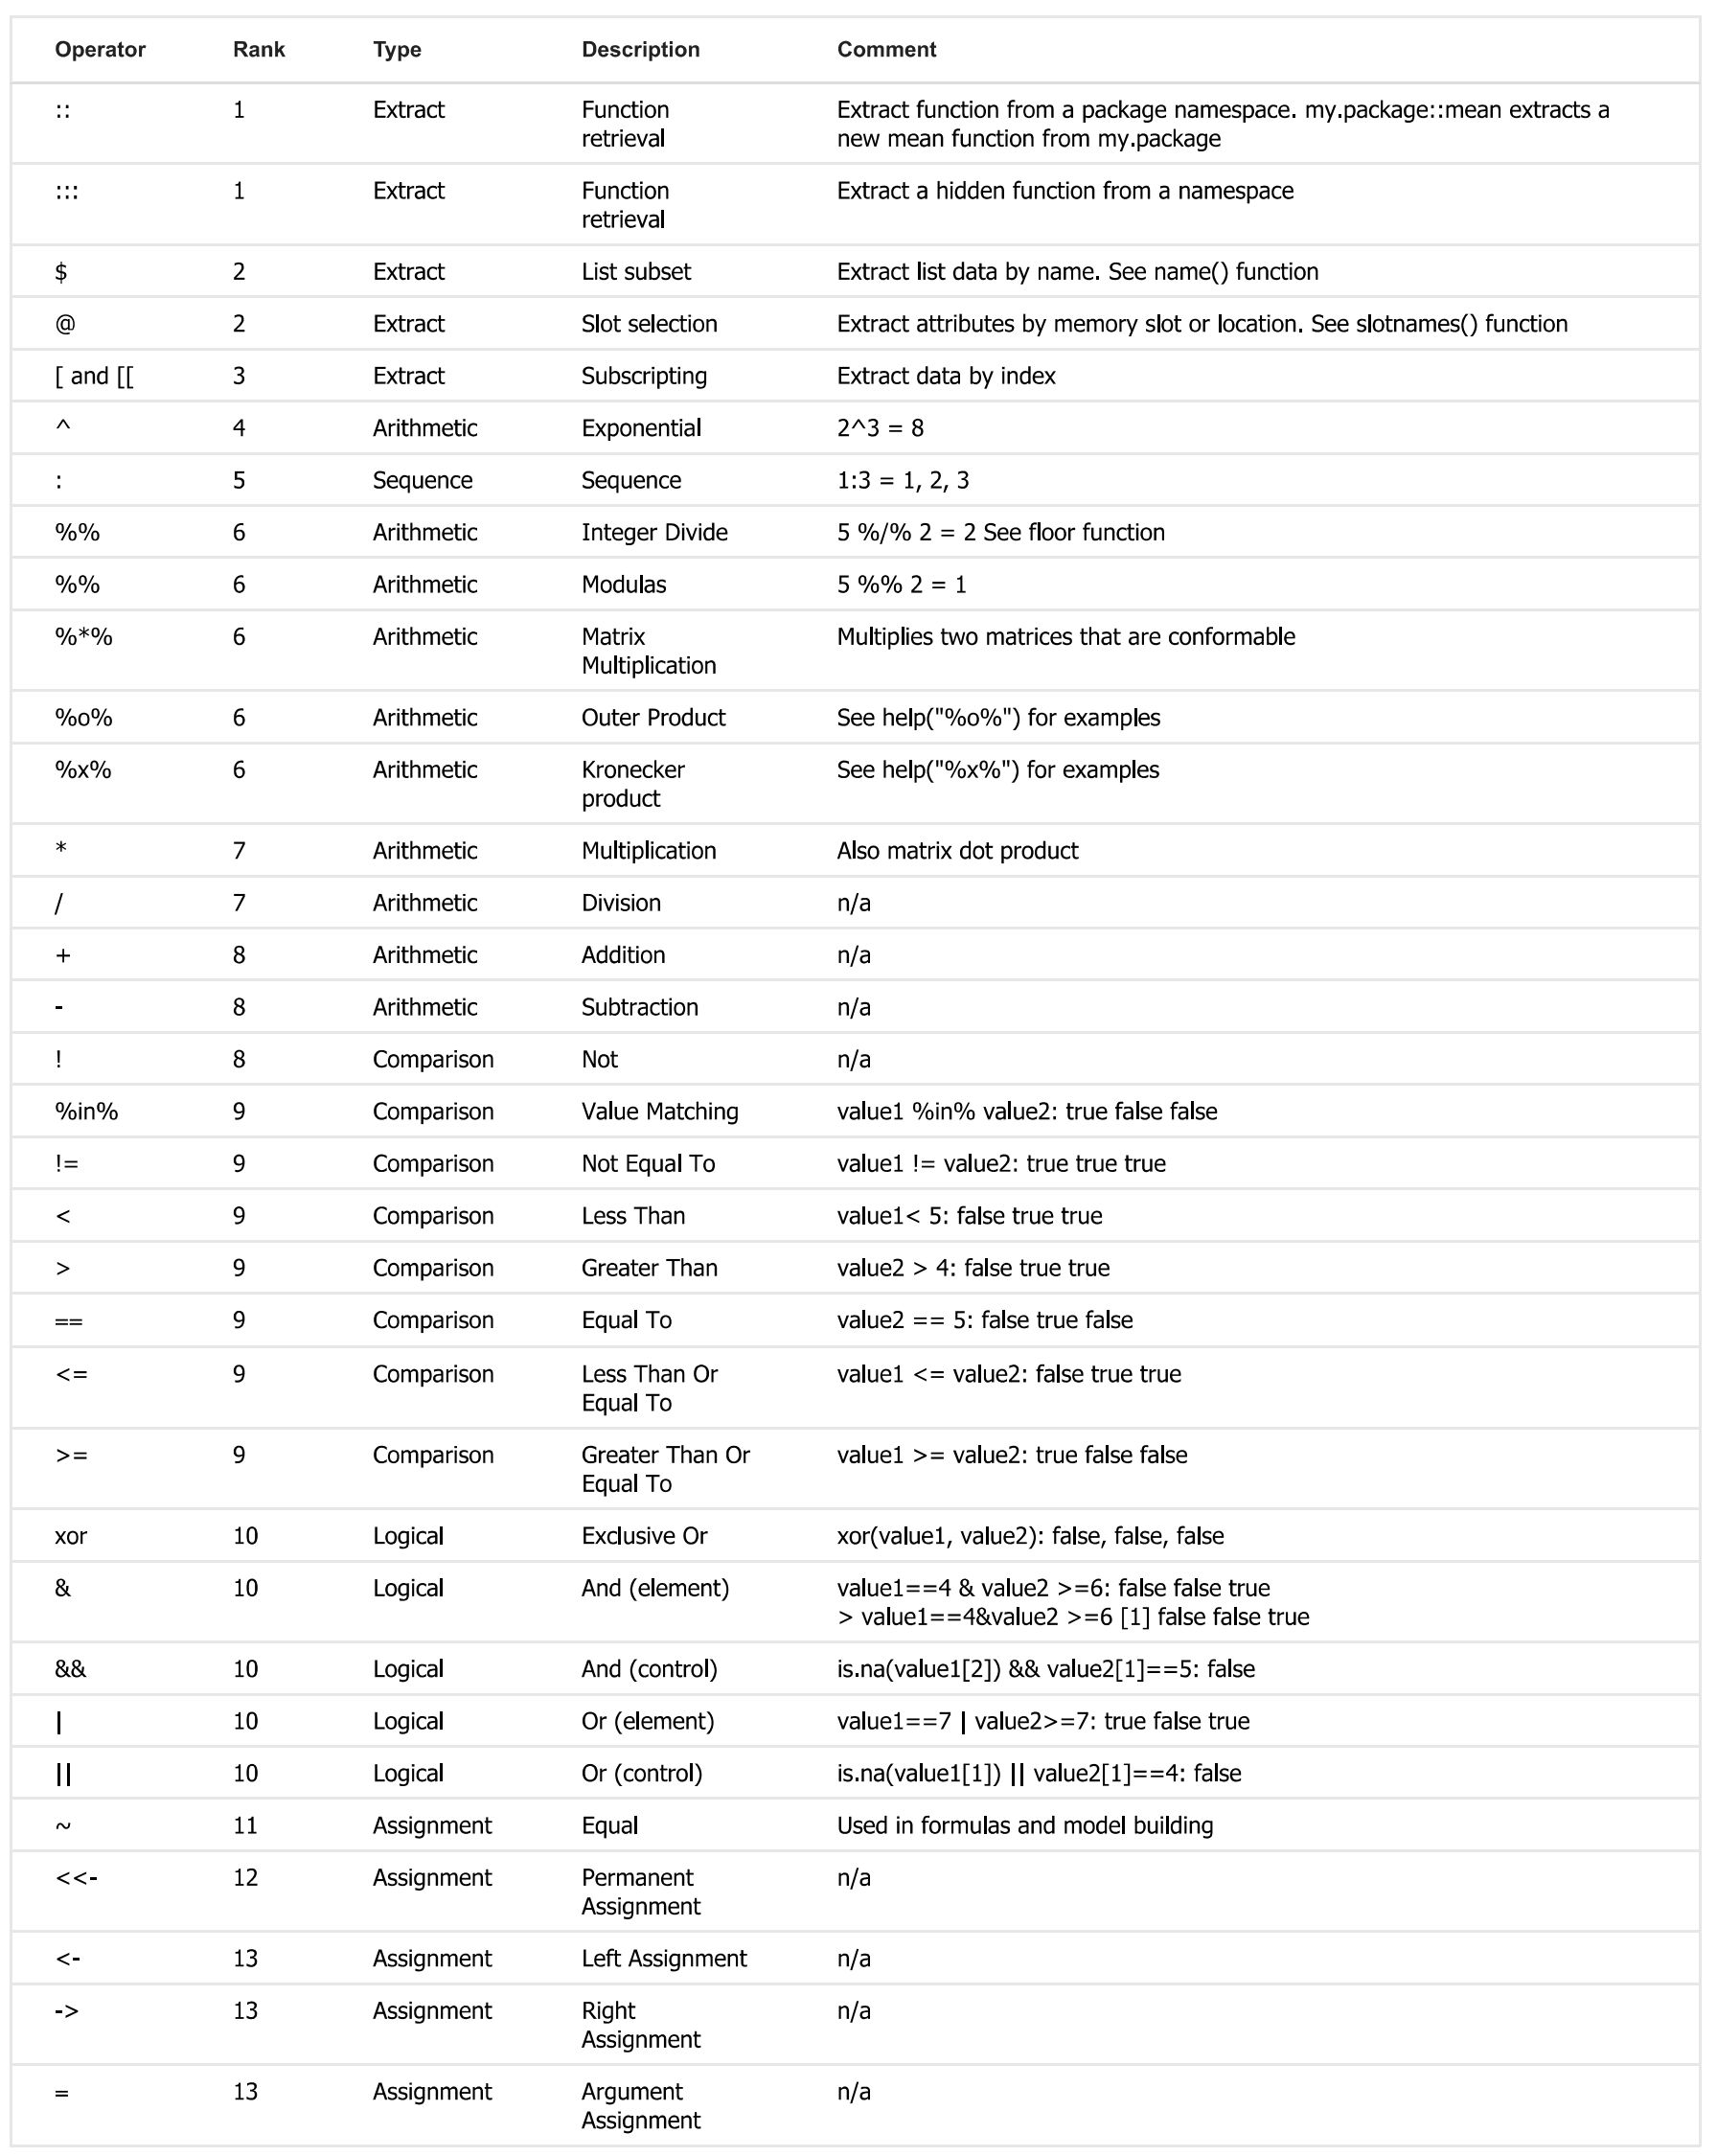 Operator Rank Type Description Comment
:: 1 Extract Function Extract function from a package namespace. my.package::mean extracts a
retrieval new mean function from my.package
::: 1 Extract Function Extract a hidden function from a namespace
retrieval
$ 2 Extract List subset Extract list data by name. See name() function
@ 2 Extract Slot selection Extract attributes by memory slot or location. See slotnames() function
[ and [[ 3 Extract Subscripting Extract data by index
^ 4 Arithmetic Exponential 2^3 = 8
: 5 Sequence Sequence 1:3 = 1, 2, 3
%% 6 Arithmetic Integer Divide 5 %/% 2 = 2 See floor function
%% 6 Arithmetic Modulas 5 %% 2 = 1
%*% 6 Arithmetic Matrix Multiplies two matrices that are conformable
Multiplication
%o% 6 Arithmetic Outer Product See help("%o%") for examples
%x% 6 Arithmetic Kronecker See help("%x%") for examples
product
* 7 Arithmetic Multiplication Also matrix dot product
/ 7 Arithmetic Division n/a
+ 8 Arithmetic Addition n/a
- 8 Arithmetic Subtraction n/a
! 8 Comparison Not n/a
%in% 9 Comparison Value Matching value1 %in% value2: true false false
!= 9 Comparison Not Equal To value1 != value2: true true true
< 9 Comparison Less Than value1< 5: false true true
> 9 Comparison Greater Than value2 > 4: false true true
== 9 Comparison Equal To value2 == 5: false true false
<= 9 Comparison Less Than Or value1 <= value2: false true true
Equal To
>= 9 Comparison Greater Than Or value1 >= value2: true false false
Equal To
xor 10 Logical Exclusive Or xor(value1, value2): false, false, false
& 10 Logical And (element) value1==4 & value2 >=6: false false true
> value1==4&value2 >=6 [1] false false true
&& 10 Logical And (control) is.na(value1[2]) && value2[1]==5: false
| 10 Logical Or (element) value1==7 | value2>=7: true false true
|| 10 Logical Or (control) is.na(value1[1]) || value2[1]==4: false
~ 11 Assignment Equal Used in formulas and model building
<<- 12 Assignment Permanent n/a
Assignment
<- 13 Assignment Left Assignment n/a
-> 13 Assignment Right n/a
Assignment
= 13 Assignment Argument n/a
Assignment